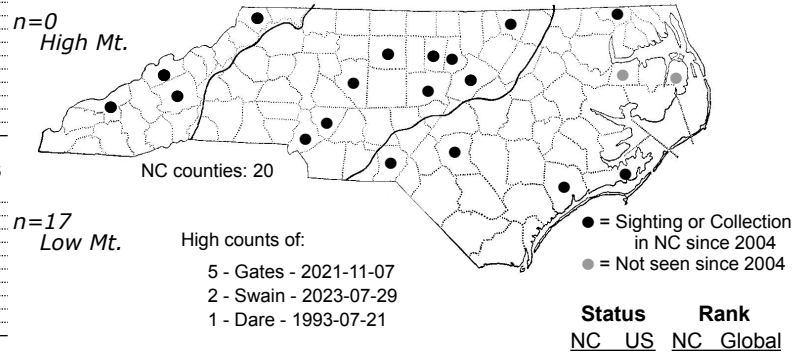 n=0
High Mt.
NC counties: 20
n=17
Low Mt.
High counts of:
5 - Gates - 2021-11-07
2 - Swain - 2023-07-29
1 - Dare - 1993-07-21
● = Sighting or Collection
in NC since 2004
● = Not seen since 2004
Status Rank
NC US NC Global